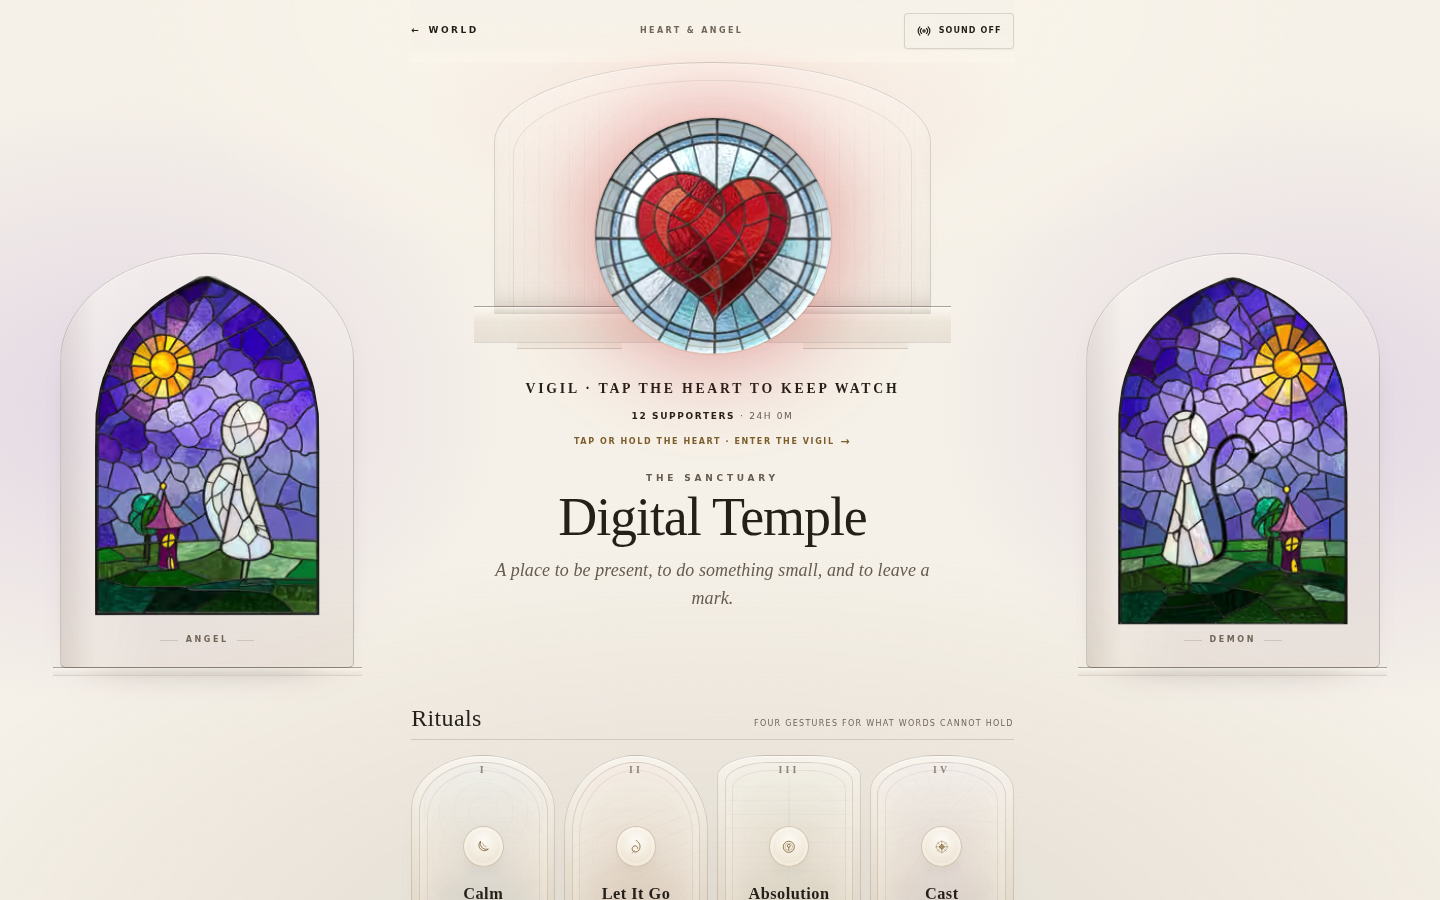 ← WORLD
HEART & ANGEL
SOUND OFF
VIGIL · TAP THE HEART TO KEEP WATCH
12 SUPPORTERS · 24H 0M
TAP OR HOLD THE HEART · ENTER THE VIGIL →
THE SANCTUARY
Digital Temple
A place to be present, to do something small, and to leave a
mark.
ANGEL
DEMON
Rituals
FOUR GESTURES FOR WHAT WORDS CANNOT HOLD
I
II
III
IV
Calm
Let It Go
Absolution
Cast